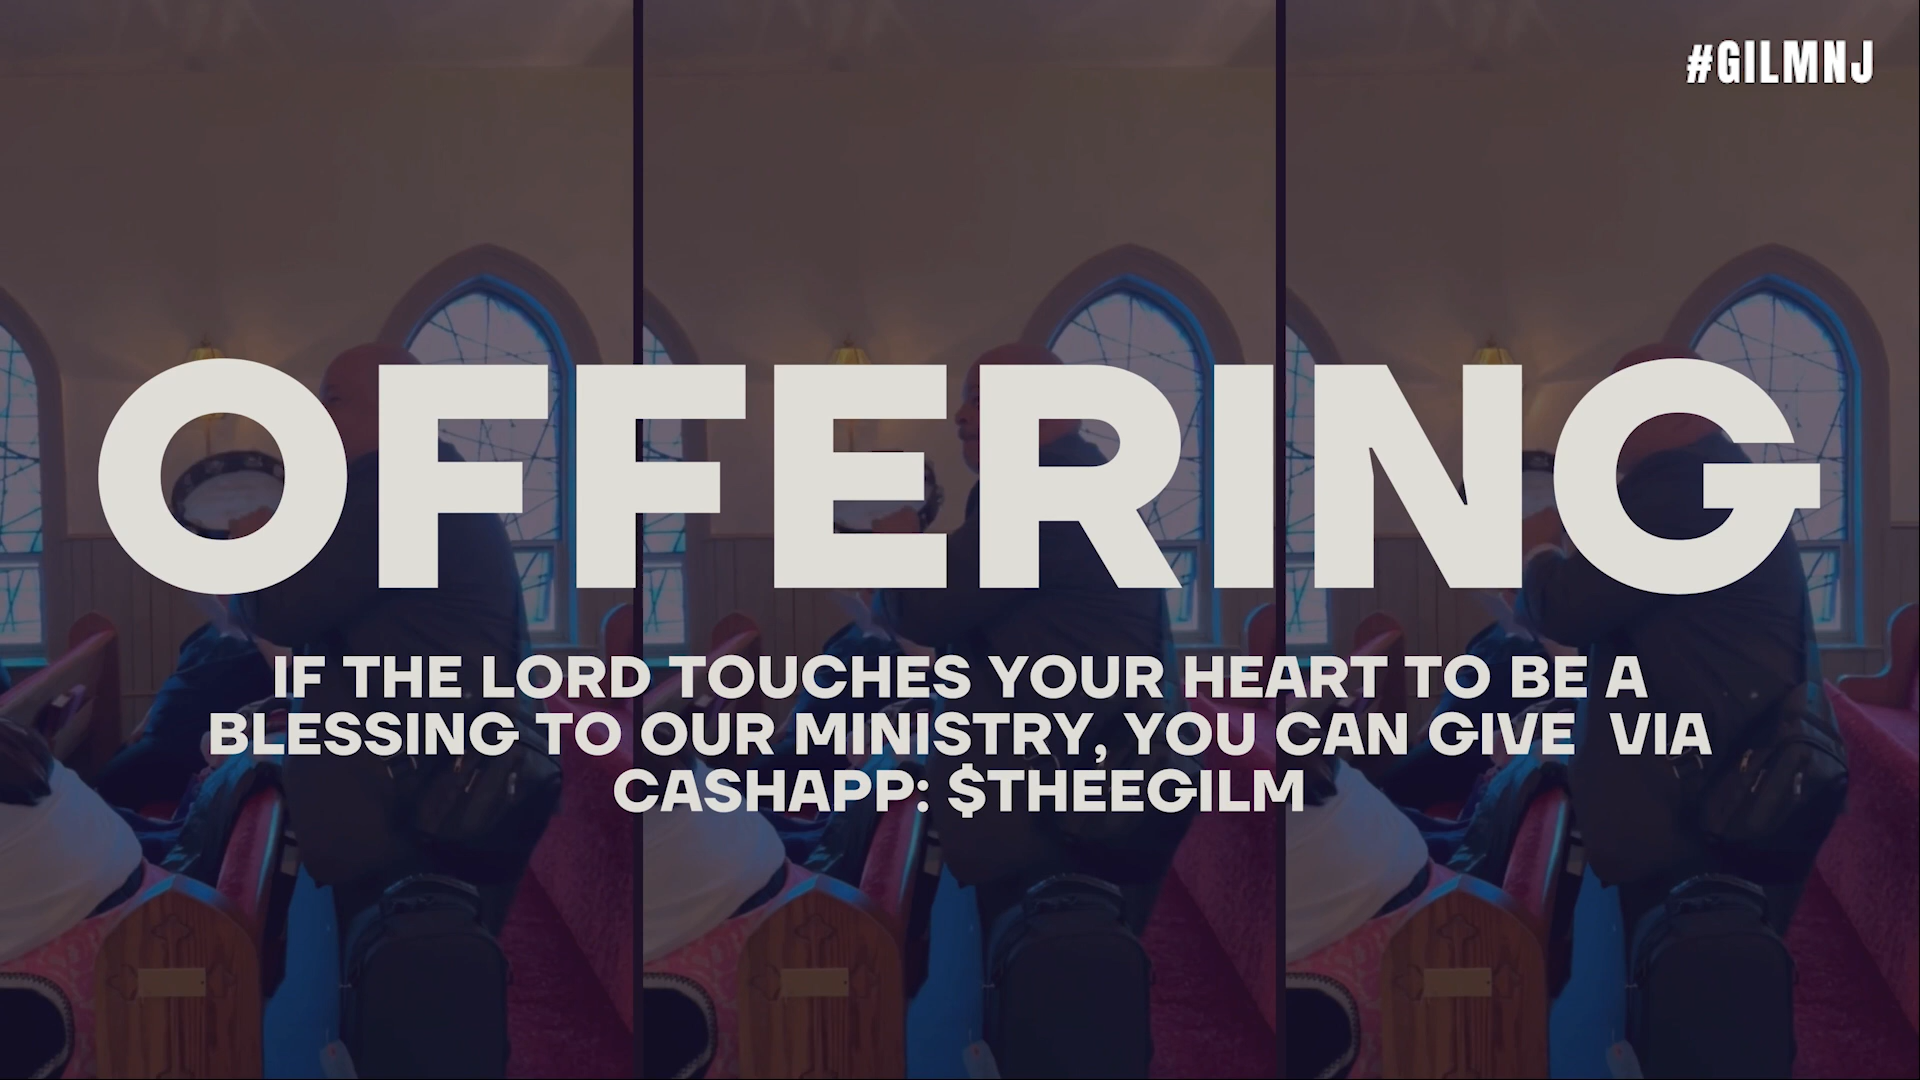 #GILMNJ
OFFERING
IF THE LORD TOUCHES YOUR HEART TO BE A
BLESSING TO OUR MINISTRY, YOU CAN GIVE  VIA
CASHAPP: $THEEGILM